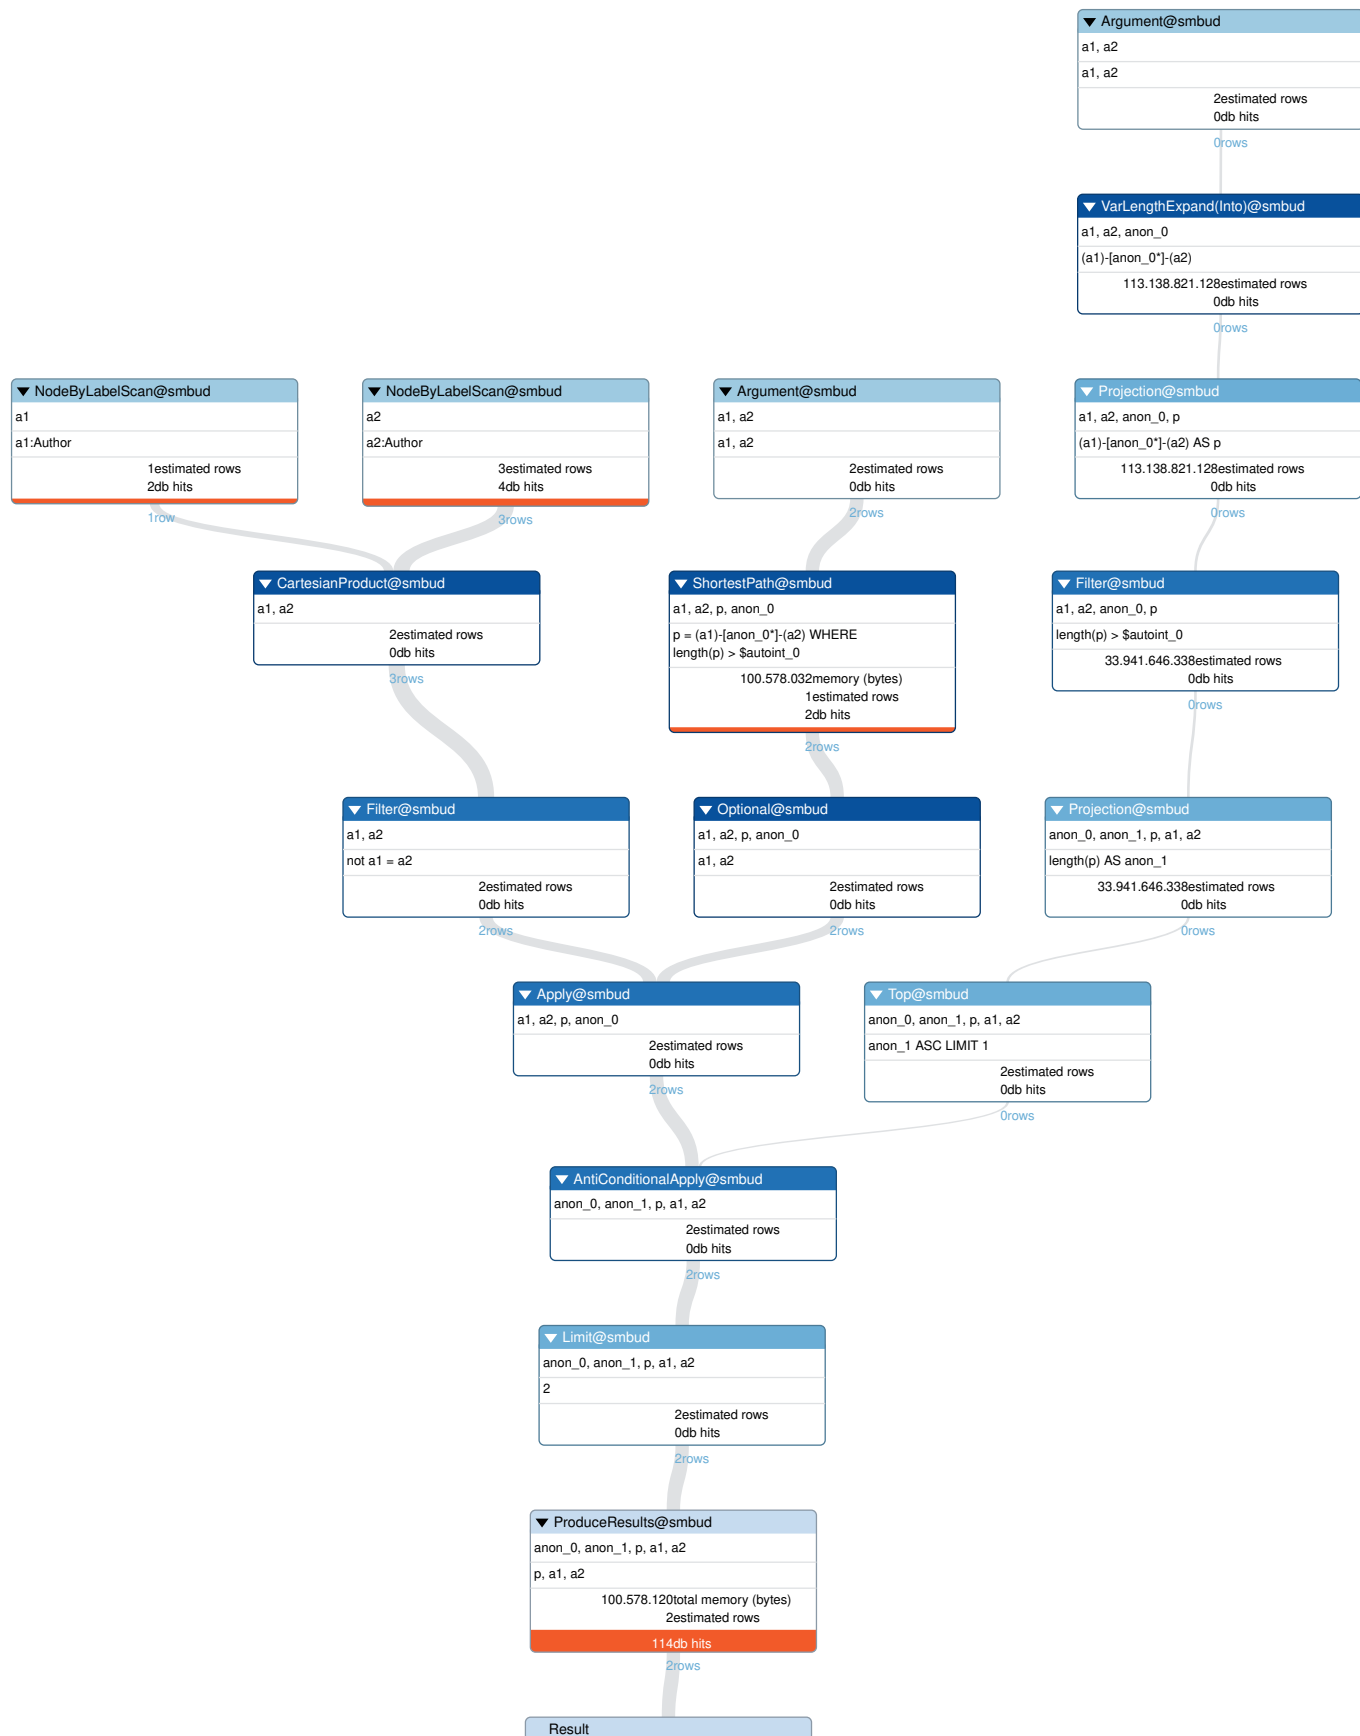 Argument@smbud
a1, a2
a1, a2
2estimated rows
0db hits
0rows
VarLengthExpand(Into)@smbud
a1, a2, anon_0
(a1)-[anon_0*]-(a2)
113.138.821.128estimated rows
0db hits
0rows
NodeByLabelScan@smbud
a1
a1:Author
1estimated rows
2db hits
1row
NodeByLabelScan@smbud
a2
a2:Author
3estimated rows
4db hits
3rows
Argument@smbud
a1, a2
a1, a2
2estimated rows
0db hits
2rows
Projection@smbud
a1, a2, anon_0, p
(a1)-[anon_0*]-(a2) AS p
113.138.821.128estimated rows
0db hits
0rows
CartesianProduct@smbud
a1, a2
2estimated rows
0db hits
3rows
ShortestPath@smbud
a1, a2, p, anon_0
p = (a1)-[anon_0*]-(a2) WHERE
length(p) > $autoint_0
100.578.032memory (bytes)
1estimated rows
2db hits
2rows
Filter@smbud
a1, a2, anon_0, p
length(p) > $autoint_0
33.941.646.338estimated rows
0db hits
0rows
Filter@smbud
a1, a2
not a1 = a2
2estimated rows
0db hits
2rows
Optional@smbud
a1, a2, p, anon_0
a1, a2
2estimated rows
0db hits
2rows
Projection@smbud
anon_0, anon_1, p, a1, a2
length(p) AS anon_1
33.941.646.338estimated rows
0db hits
0rows
Apply@smbud
a1, a2, p, anon_0
2estimated rows
0db hits
2rows
Top@smbud
anon_0, anon_1, p, a1, a2
anon_1 ASC LIMIT 1
2estimated rows
0db hits
0rows
AntiConditionalApply@smbud
anon_0, anon_1, p, a1, a2
2estimated rows
0db hits
2rows
Limit@smbud
anon_0, anon_1, p, a1, a2
2
2estimated rows
0db hits
2rows
ProduceResults@smbud
anon_0, anon_1, p, a1, a2
p, a1, a2
100.578.120total memory (bytes)
2estimated rows
114db hits
2rows
Result